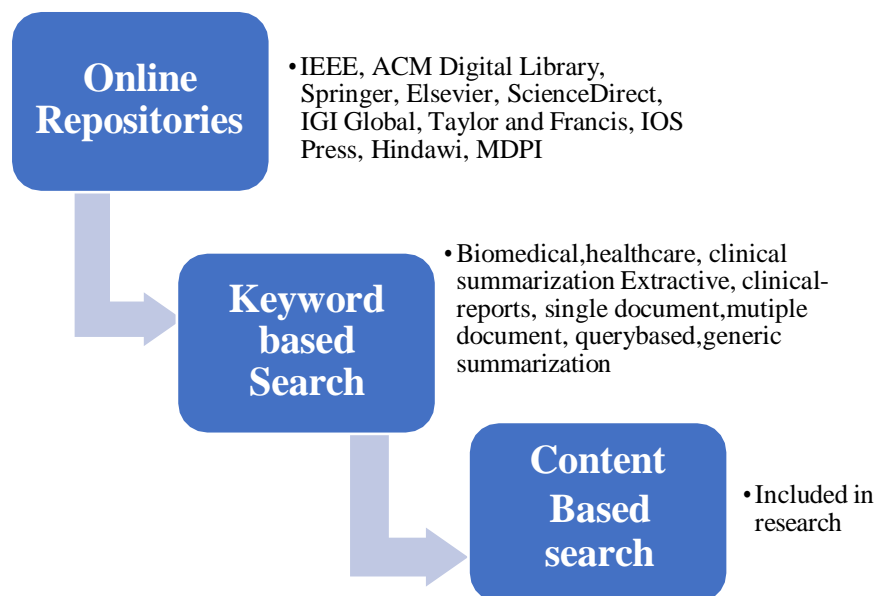 Online
Repositories
•IEEE, ACM Digital Library,
Springer, Elsevier, ScienceDirect,
IGI Global, Taylor and Francis, IOS
Press, Hindawi, MDPI
Keyword
based
Search
•Biomedical,healthcare, clinical
summarization Extractive, clinical-
reports, single document,mutiple
document, querybased,generic
summarization
Content
Based
search
•Included in
research